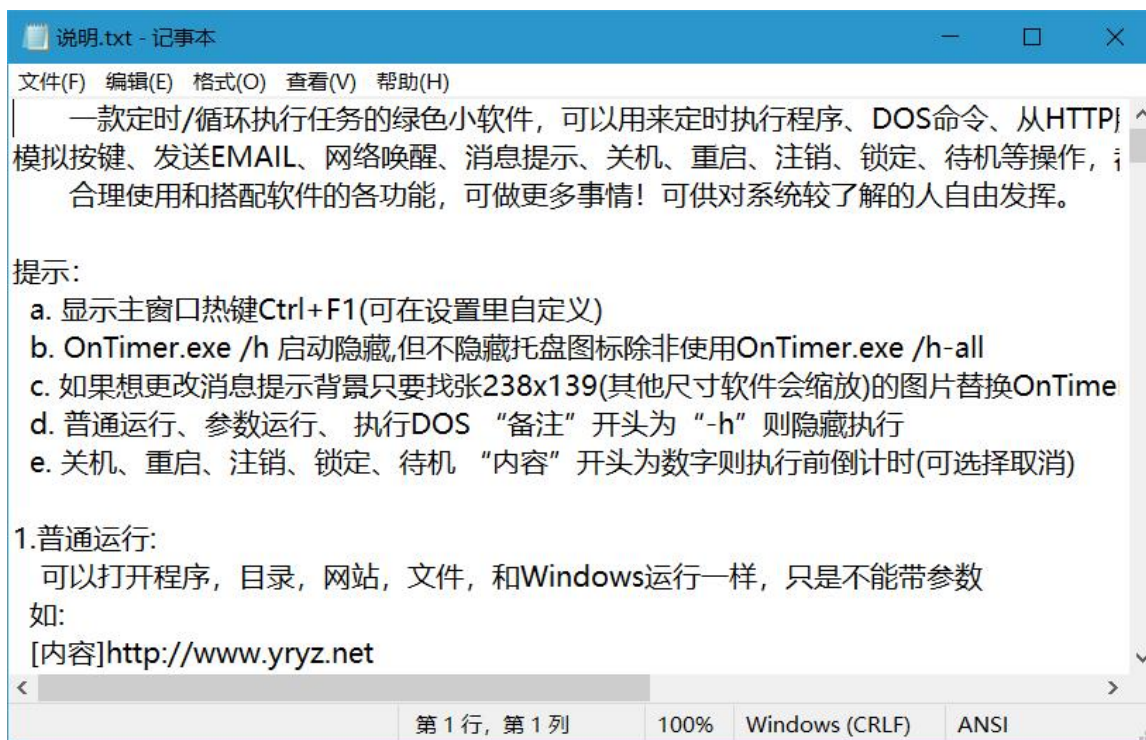 说明.txt - 记事本
文件(F) 编辑(E) 格式(O) 查看(V) 帮助(H)
一款定时/循环执行任务的绿色小软件，可以用来定时执行程序、DOS命令、从HTTP
模拟按键、发送EMAIL、网络唤醒、消息提示、关机、重启、注销、锁定、待机等操作，
合理使用和搭配软件的各功能，可做更多事情！可供对系统较了解的人自由发挥。
提示：
a. 显示主窗口热键Ctrl+F1(可在设置里自定义)
b. OnTimer.exe /h 启动隐藏,但不隐藏托盘图标除非使用OnTimer.exe /h-all
c. 如果想更改消息提示背景只要找张238x139(其他尺寸软件会缩放)的图片替换OnTime
d. 普通运行、参数运行、 执行DOS “备注”开头为“-h”则隐藏执行
e. 关机、重启、注销、锁定、待机 “内容”开头为数字则执行前倒计时(可选择取消)
1.普通运行:
可以打开程序，目录，网站，文件，和Windows运行一样，只是不能带参数
如:
[内容]http://www.yryz.net
第 1 行，第 1 列 100% Windows (CRLF) ANSI